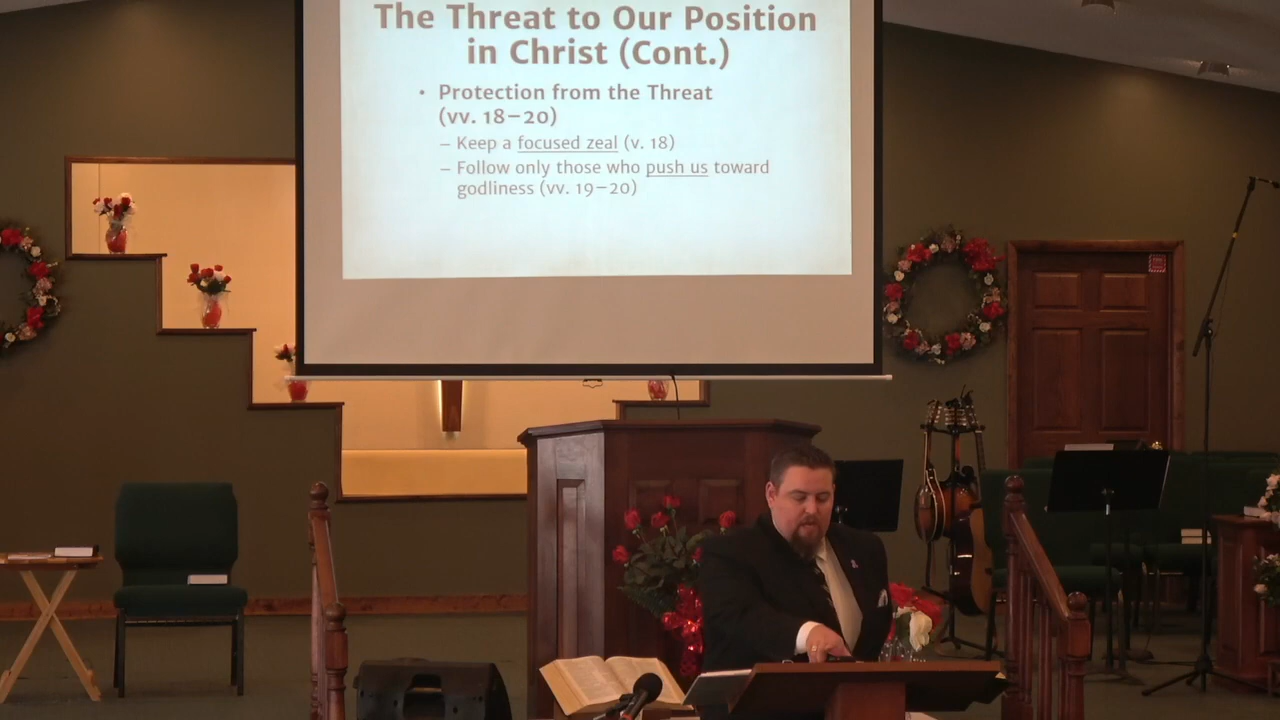 The Threat to Our Position
in Christ (Cont.)
• Protection from the Threat
(vv. 18–20)
– Keep a focused zeal (v. 18)
– Follow only those who push us toward
godliness (vv. 19–20)